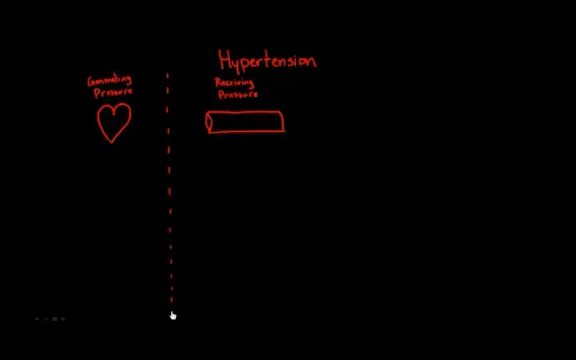 Hypertension
Generating
Pressure
Receiving
Pressure